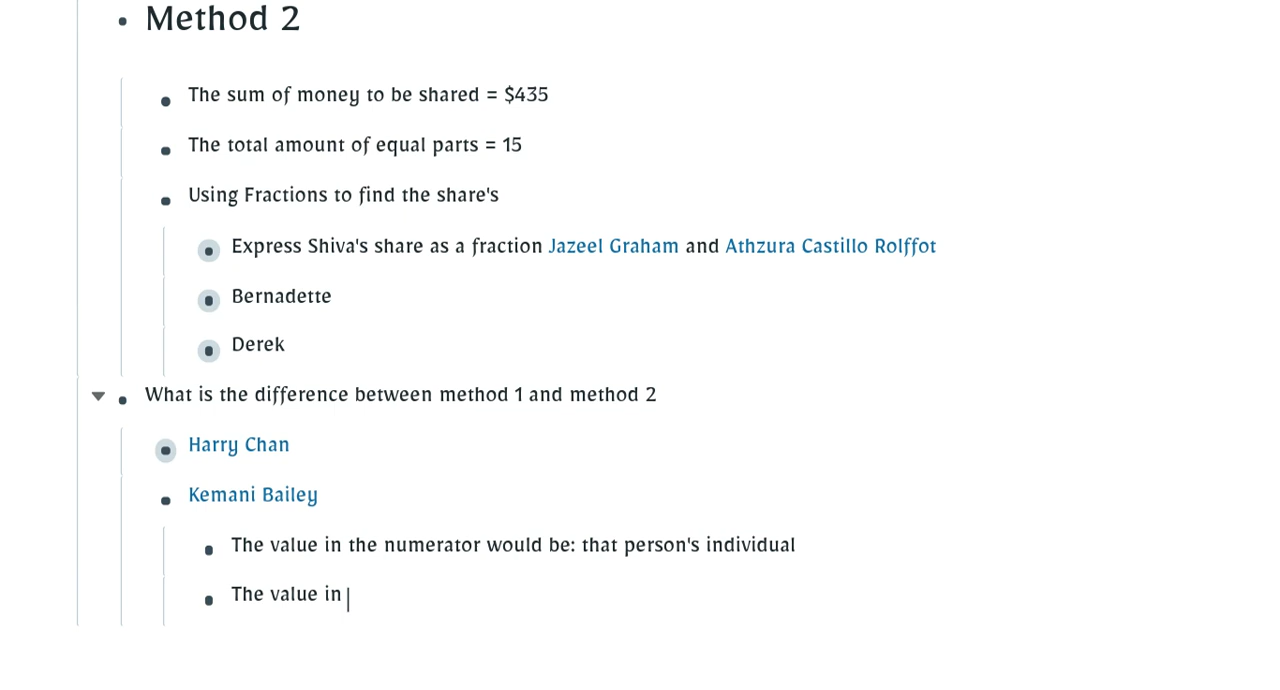 Method 2
The sum of money to be shared = $435
The total amount of equal parts = 15
Using Fractions to find the share's
Express Shiva's share as a fraction Jazeel Graham and Athzura Castillo Rolffot
Bernadette
Derek
What is the difference between method 1 and method 2
Harry Chan
Kemani Bailey
The value in the numerator would be: that person's individual
The value in